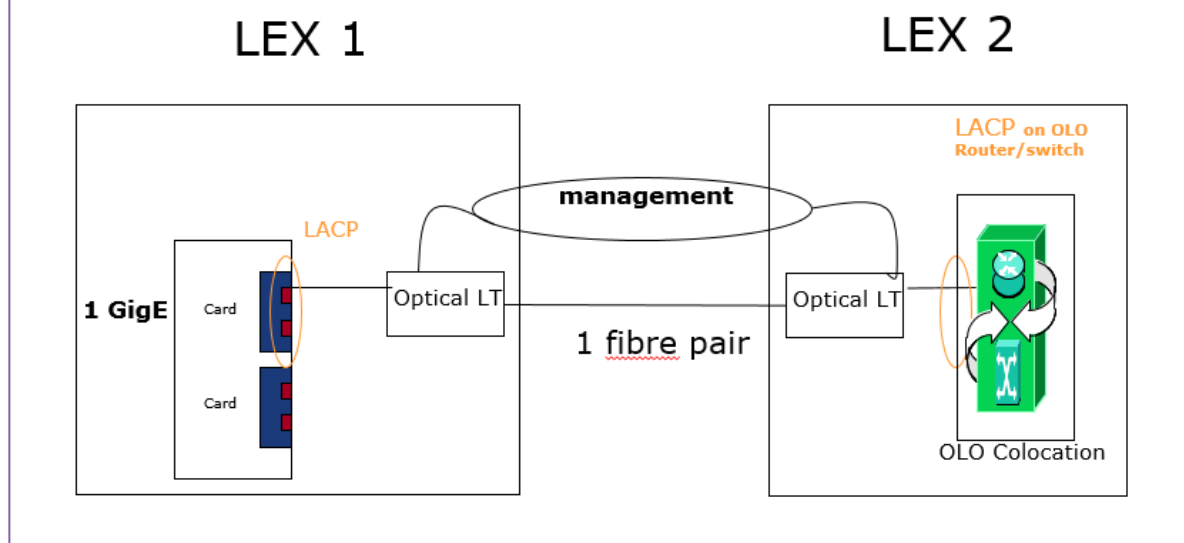 LEX 1
LEX 2
LACP on OLO
Router/switch
management
LACP
1 GigE
Card
Optical LT
Optical LT
1 fibre pair
Card
OLO Colocation